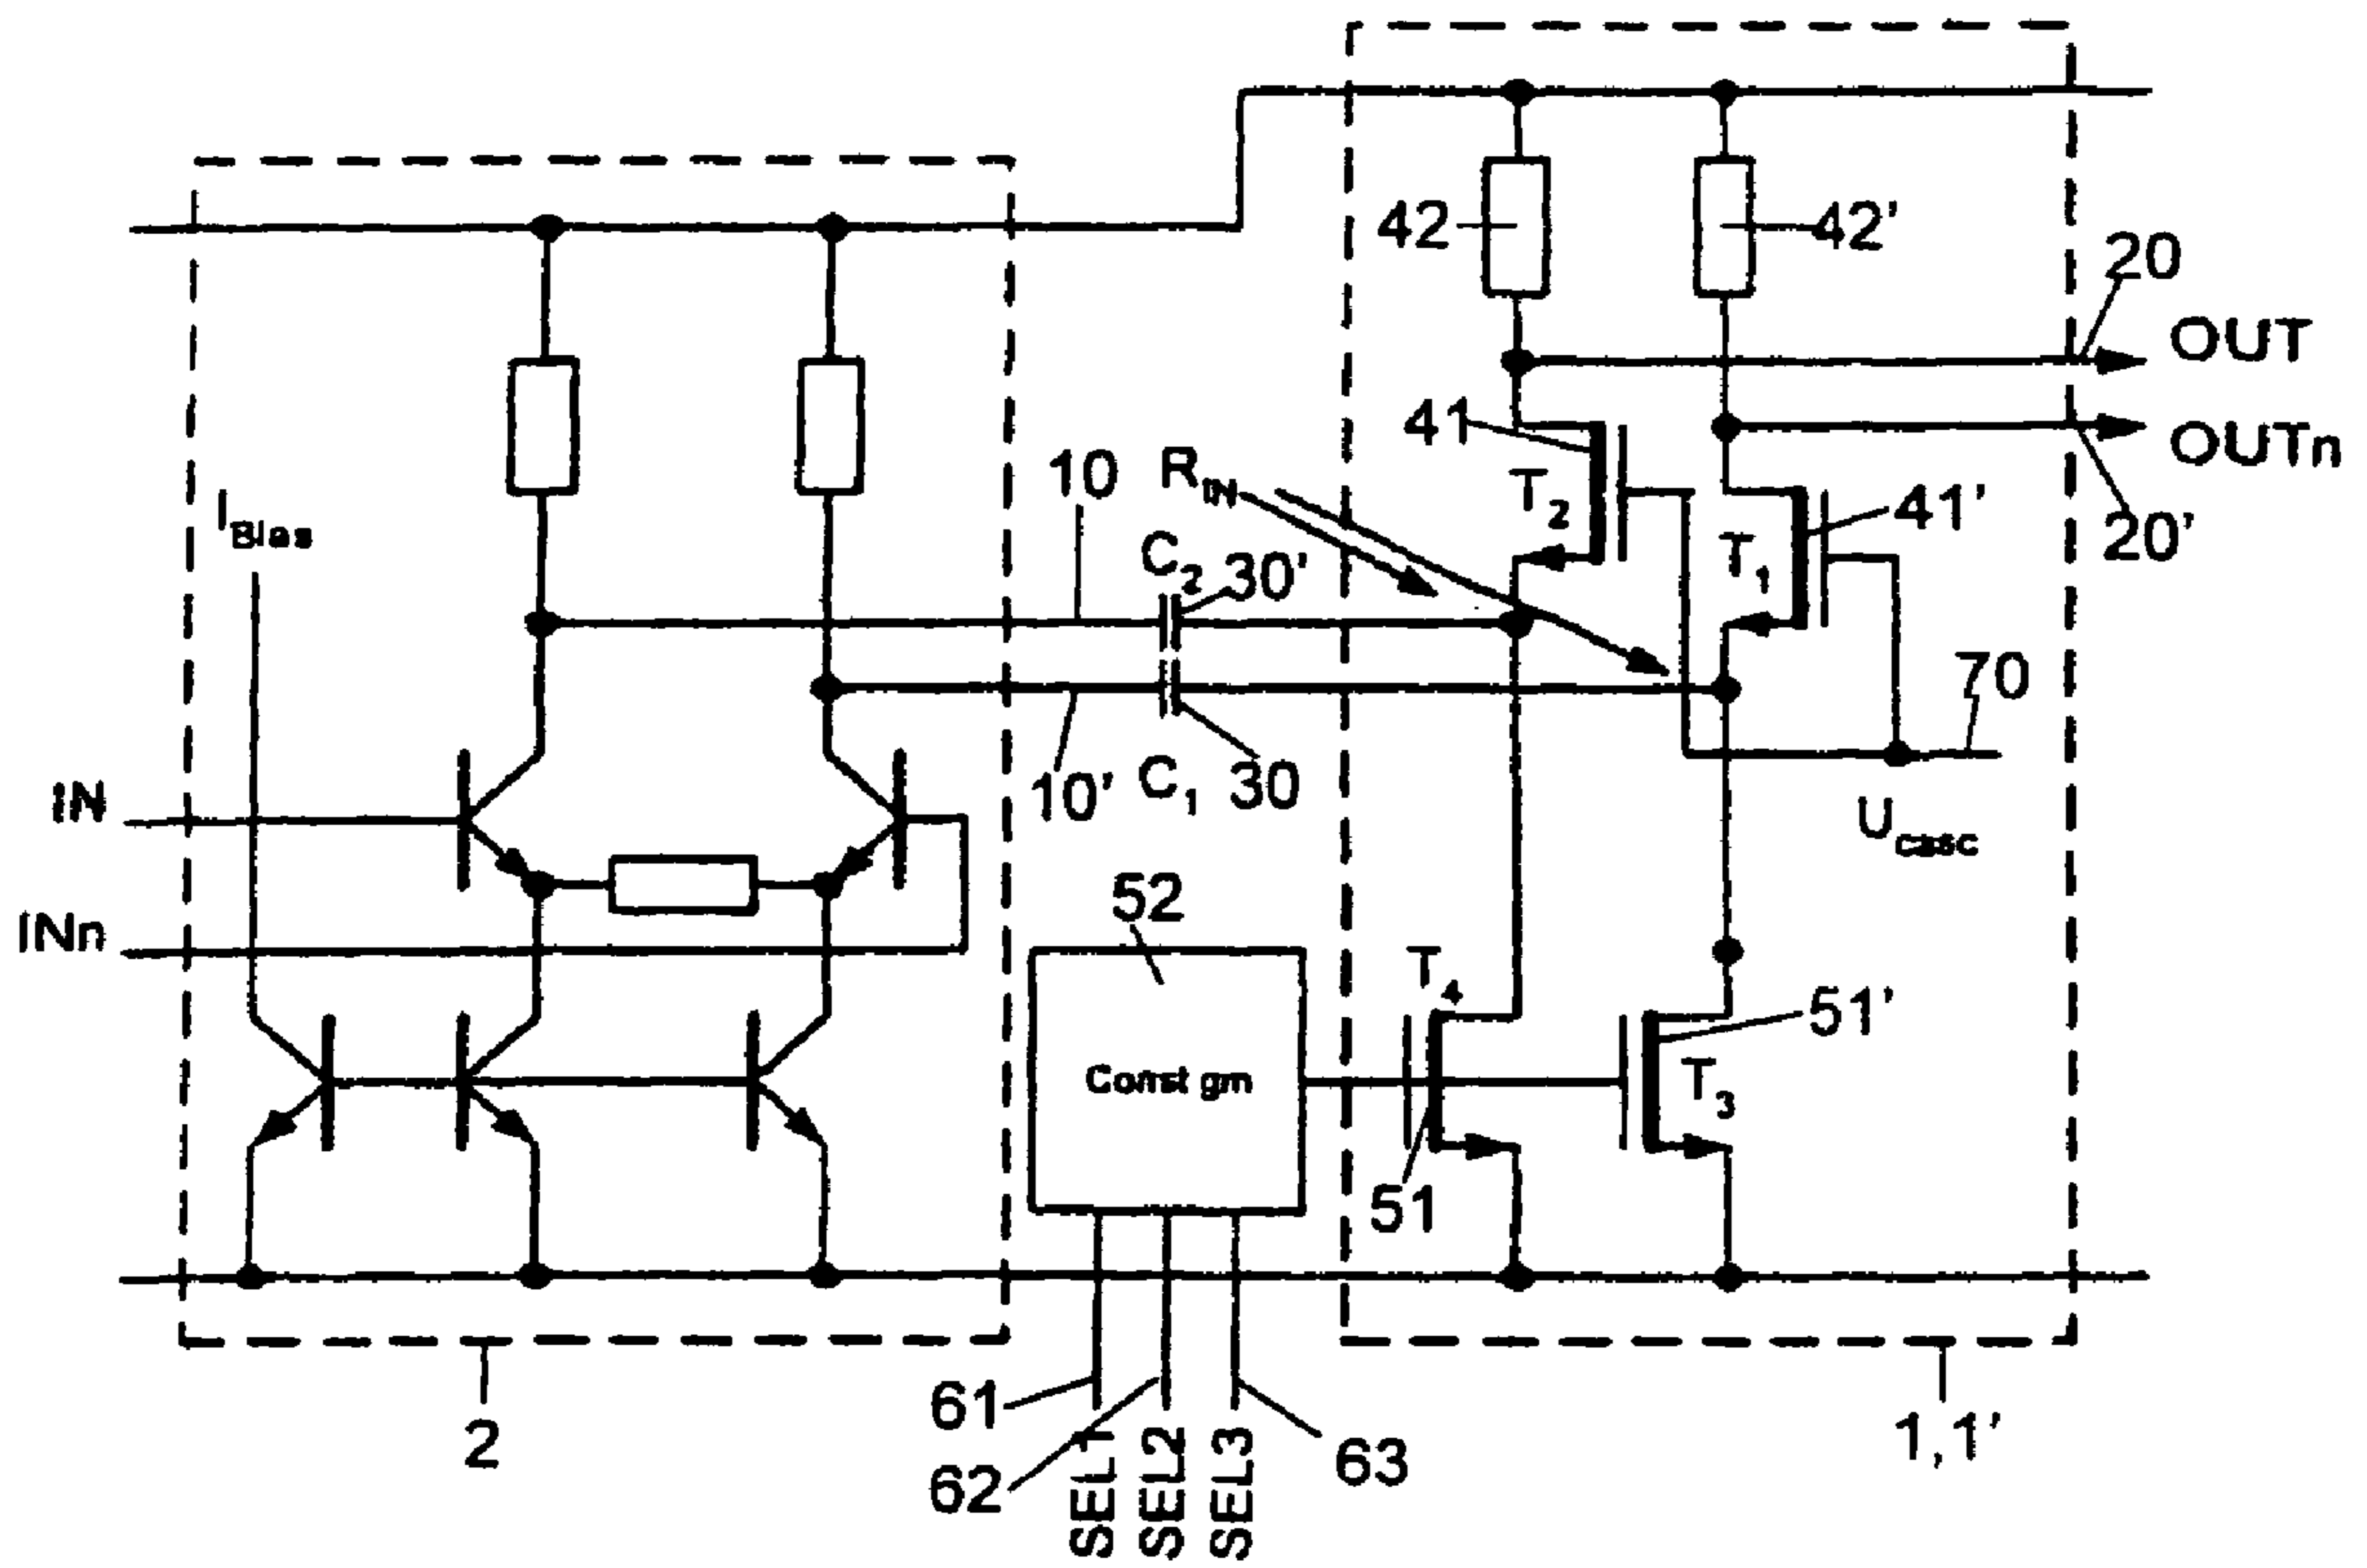 42
42'
20
OUT
41
OUTn
10
R_IN
T_2
41'
20'
I_Bias
C_2
30'
T_1
70
IN
10'
C_1
30
U_casc
52
INn
T_4
51'
Const gm
T_3
51
61
63
1,1'
2
62
SEL1
SEL2
SEL3